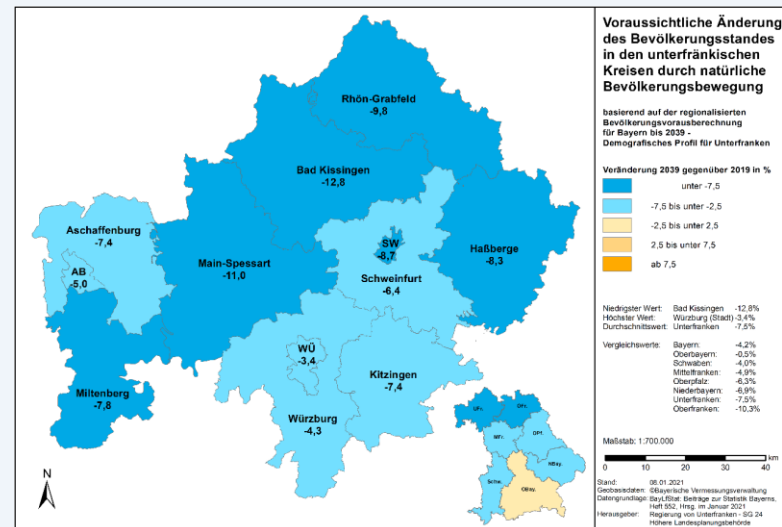 Voraussichtliche Änderung
des Bevölkerungsstandes
in den unterfränkischen
Kreisen durch natürliche
Bevölkerungsbewegung
basierend auf der regionalisierten
Bevölkerungsvorausberechnung
für Bayern bis 2039 -
Demografisches Profil für Unterfranken
Veränderung 2039 gegenüber 2019 in %
unter -7,5
-7,5 bis unter -2,5
-2,5 bis unter 2,5
2,5 bis unter 7,5
ab 7,5
Niedrigster Wert: Bad Kissingen -12,8%
Höchster Wert: Würzburg (Stadt) -3,4%
Durchschnittswert: Unterfranken -7,5%
Vergleichswerte: Bayern: -4,2%
Oberbayern: -0,5%
Schwaben: -4,0%
Mittelfranken: -4,9%
Oberpfalz: -6,3%
Niederbayern: -6,9%
Unterfranken: -7,5%
Oberfranken: -10,3%
Maßstab: 1:700.000
km
0 10 20 30 40
Stand: 08.01.2021
Geobasisdaten: ©Bayerische Vermessungsverwaltung
Datengrundlage: BayLfStat: Beiträge zur Statistik Bayerns,
Heft 552, Hrsg. im Januar 2021
Herausgeber: Regierung von Unterfranken - SG 24
Höhere Landesplanungsbehörde
Rhön-Grabfeld
-9,8
Bad Kissingen
-12,8
Aschaffenburg
-7,4
AB
-5,0
Main-Spessart
-11,0
SW
-8,7
Schweinfurt
-6,4
Haßberge
-8,3
Miltenberg
-7,8
WÜ
-3,4
Würzburg
-4,3
Kitzingen
-7,4
UFr.
OFr.
MFr.
OPf.
NBay.
Schw.
OBay.
N